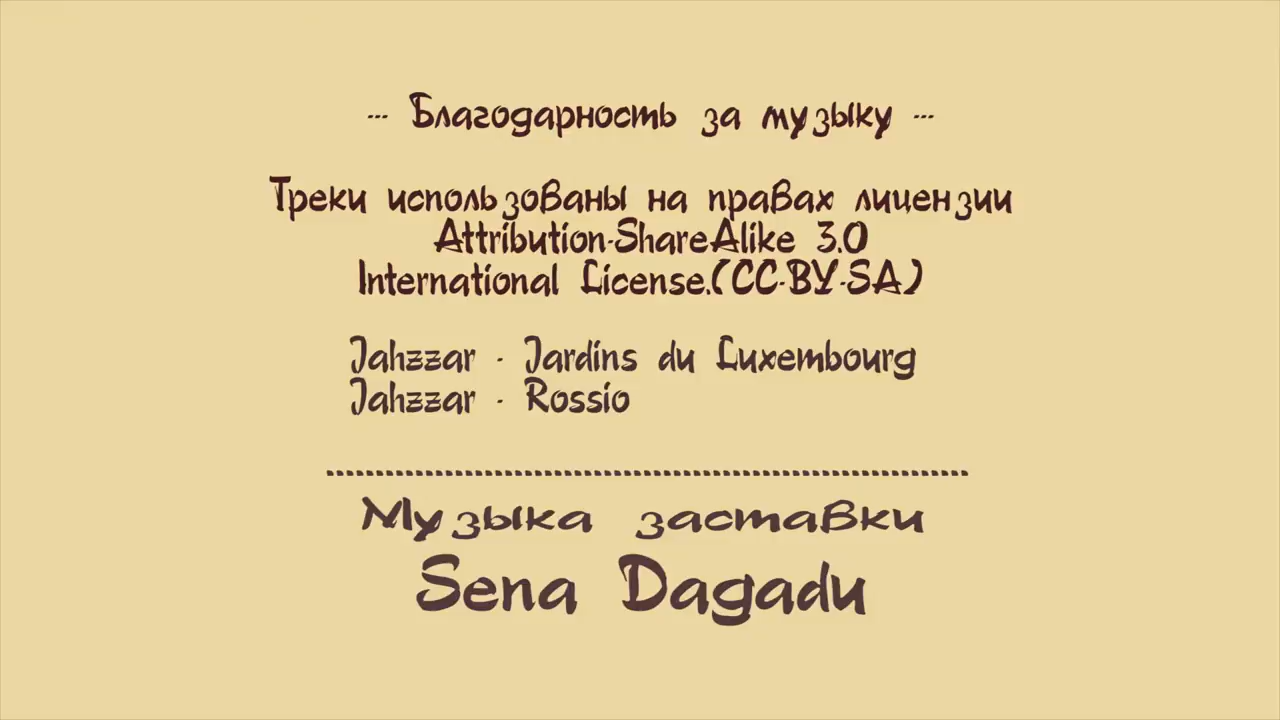 --- Благодарность за музыку ---
Треки использованы на правах лицензии
Attribution-ShareAlike 3.0
International License.(CC-BY-SA)
Jahzzar - Jardins du Luxembourg
Jahzzar - Rossio
Музыка заставки
Sena Dagadu